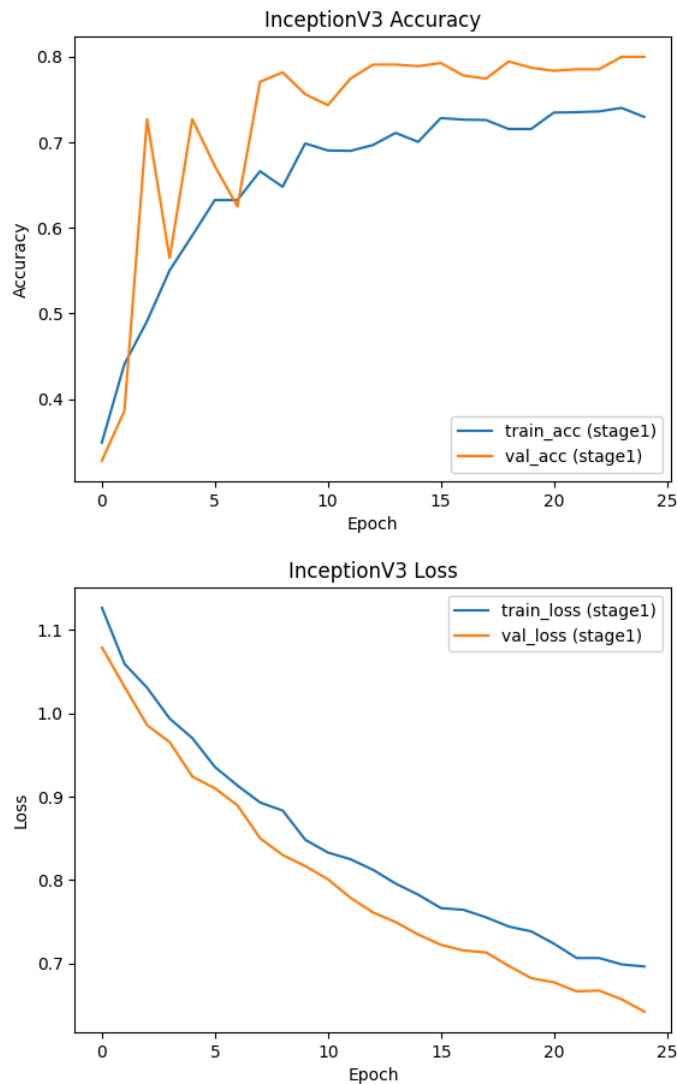 InceptionV3 Accuracy
0.8
0.7
0.6
0.5
0.4
Accuracy
train_acc (stage1)
val_acc (stage1)
0 5 10 15 20 25
Epoch
InceptionV3 Loss
1.1
1.0
0.9
0.8
0.7
Loss
train_loss (stage1)
val_loss (stage1)
0 5 10 15 20 25
Epoch